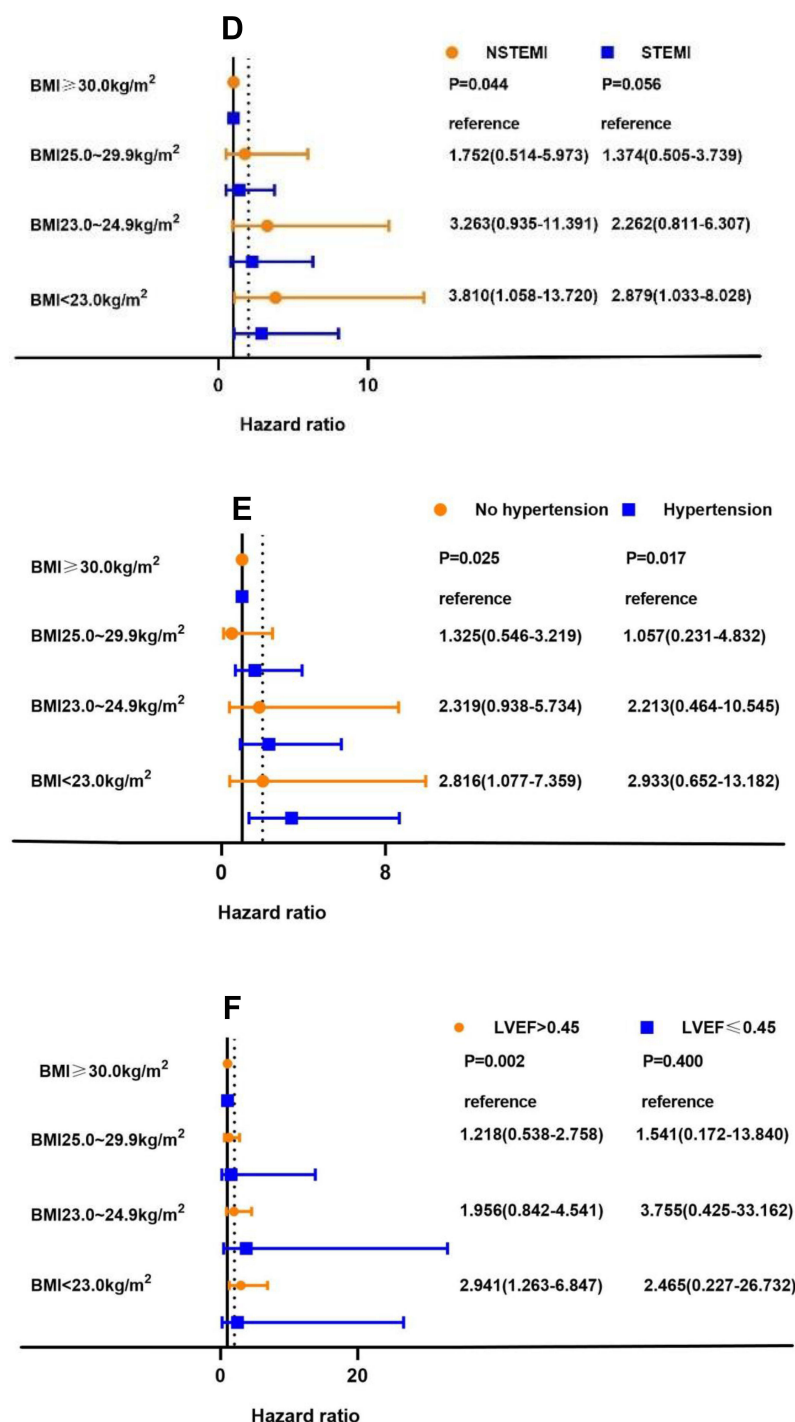 D
NSTEMI STEMI
BMI⩾30.0kg/m² P=0.044 P=0.056
reference reference
BMI25.0~29.9kg/m² 1.752(0.514-5.973) 1.374(0.505-3.739)
BMI23.0~24.9kg/m² 3.263(0.935-11.391) 2.262(0.811-6.307)
BMI<23.0kg/m² 3.810(1.058-13.720) 2.879(1.033-8.028)
0 10
Hazard ratio
E
No hypertension Hypertension
BMI⩾30.0kg/m² P=0.025 P=0.017
reference reference
BMI25.0~29.9kg/m² 1.325(0.546-3.219) 1.057(0.231-4.832)
BMI23.0~24.9kg/m² 2.319(0.938-5.734) 2.213(0.464-10.545)
BMI<23.0kg/m² 2.816(1.077-7.359) 2.933(0.652-13.182)
0 8
Hazard ratio
F
LVEF>0.45 LVEF⩽0.45
BMI⩾30.0kg/m² P=0.002 P=0.400
reference reference
BMI25.0~29.9kg/m² 1.218(0.538-2.758) 1.541(0.172-13.840)
BMI23.0~24.9kg/m² 1.956(0.842-4.541) 3.755(0.425-33.162)
BMI<23.0kg/m² 2.941(1.263-6.847) 2.465(0.227-26.732)
0 20
Hazard ratio